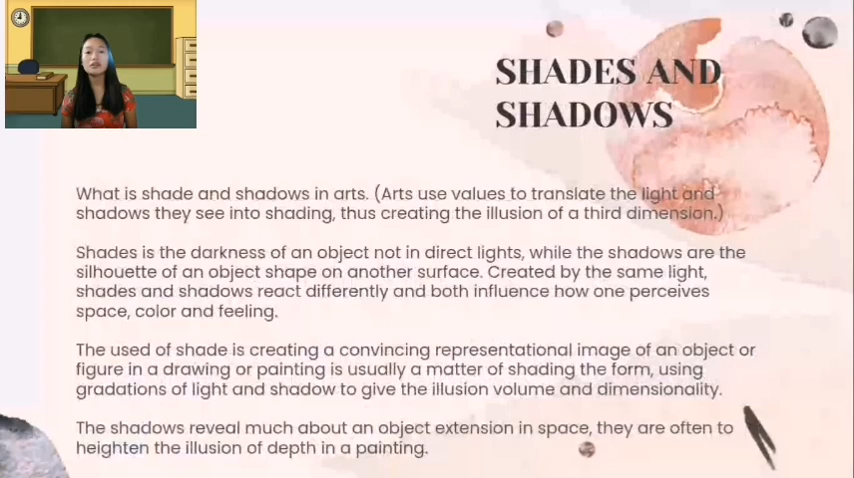 SHADES AND
SHADOWS
What is shade and shadows in arts. (Arts use values to translate the light and
shadows they see into shading, thus creating the illusion of a third dimension.)
Shades is the darkness of an object not in direct lights, while the shadows are the
silhouette of an object shape on another surface. Created by the same light,
shades and shadows react differently and both influence how one perceives
space, color and feeling.
The used of shade is creating a convincing representational image of an object or
figure in a drawing or painting is usually a matter of shading the form, using
gradations of light and shadow to give the illusion volume and dimensionality.
The shadows reveal much about an object extension in space, they are often to
heighten the illusion of depth in a painting.